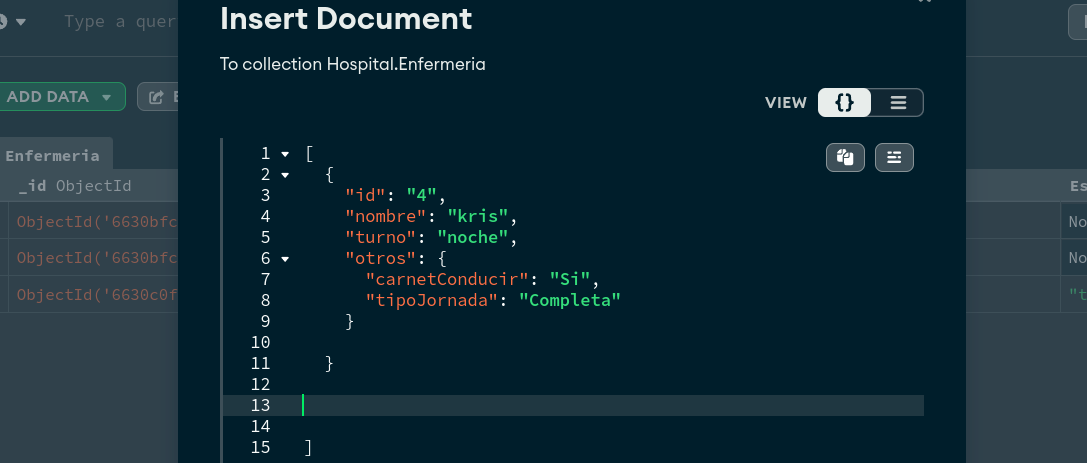 Insert Document
Type a quer
To collection Hospital.Enfermeria
ADD DATA
VIEW {}
Enfermeria
_id ObjectId
Es
ObjectId('6630bfc
No
ObjectId('6630bfc
No
ObjectId('6630c0f
"t
1 [
2 {
3 "id": "4",
4 "nombre": "kris",
5 "turno": "noche",
6 "otros": {
7 "carnetConducir": "Si",
8 "tipoJornada": "Completa"
9 }
10
11 }
12
13
14
15 ]